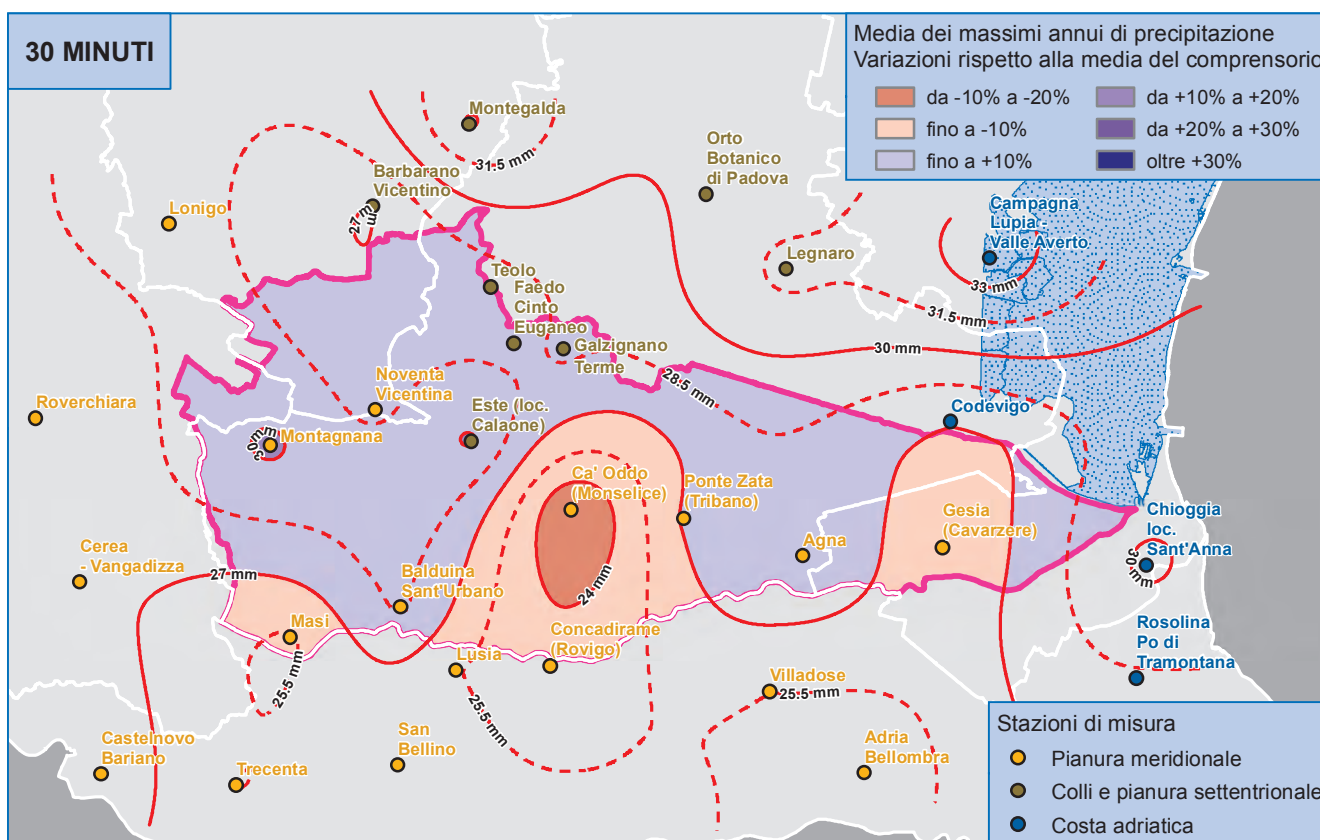 30 MINUTI
Media dei massimi annui di precipitazione
Variazioni rispetto alla media del comprensorio
da -10% a -20%
fino a -10%
fino a +10%
da +10% a +20%
da +20% a +30%
oltre +30%
Montegalda
31.5 mm
Orto
Botanico
di Padova
Barbarano
Vicentino
27 mm
Lonigo
Campagna
Lupia
Valle Averto
33 mm
Legnaro
31.5 mm
Teolo
Faedo
Cinto
Euganeo
Galzignano
Terme
30 mm
28.5 mm
Noventa
Vicentina
Roverchiara
Montagnana
30 mm
Este (loc.
Calaone)
Codevigo
Ca' Oddo
(Monselice)
Ponte Zata
(Tribano)
Gesia
(Cavarzere)
Chioggia
loc.
Sant'Anna
30 mm
Agna
Cerea
- Vangadizza
27 mm
Balduina
Sant'Urbano
24 mm
Masi
25.5 mm
Concadirame
(Rovigo)
Lusia
25.5 mm
Rosolina
Po di
Tramontana
Villadose
25.5 mm
Castelnovo
Bariano
Trecenta
San
Bellino
Adria
Bellombra
Stazioni di misura
Pianura meridionale
Colli e pianura settentrionale
Costa adriatica